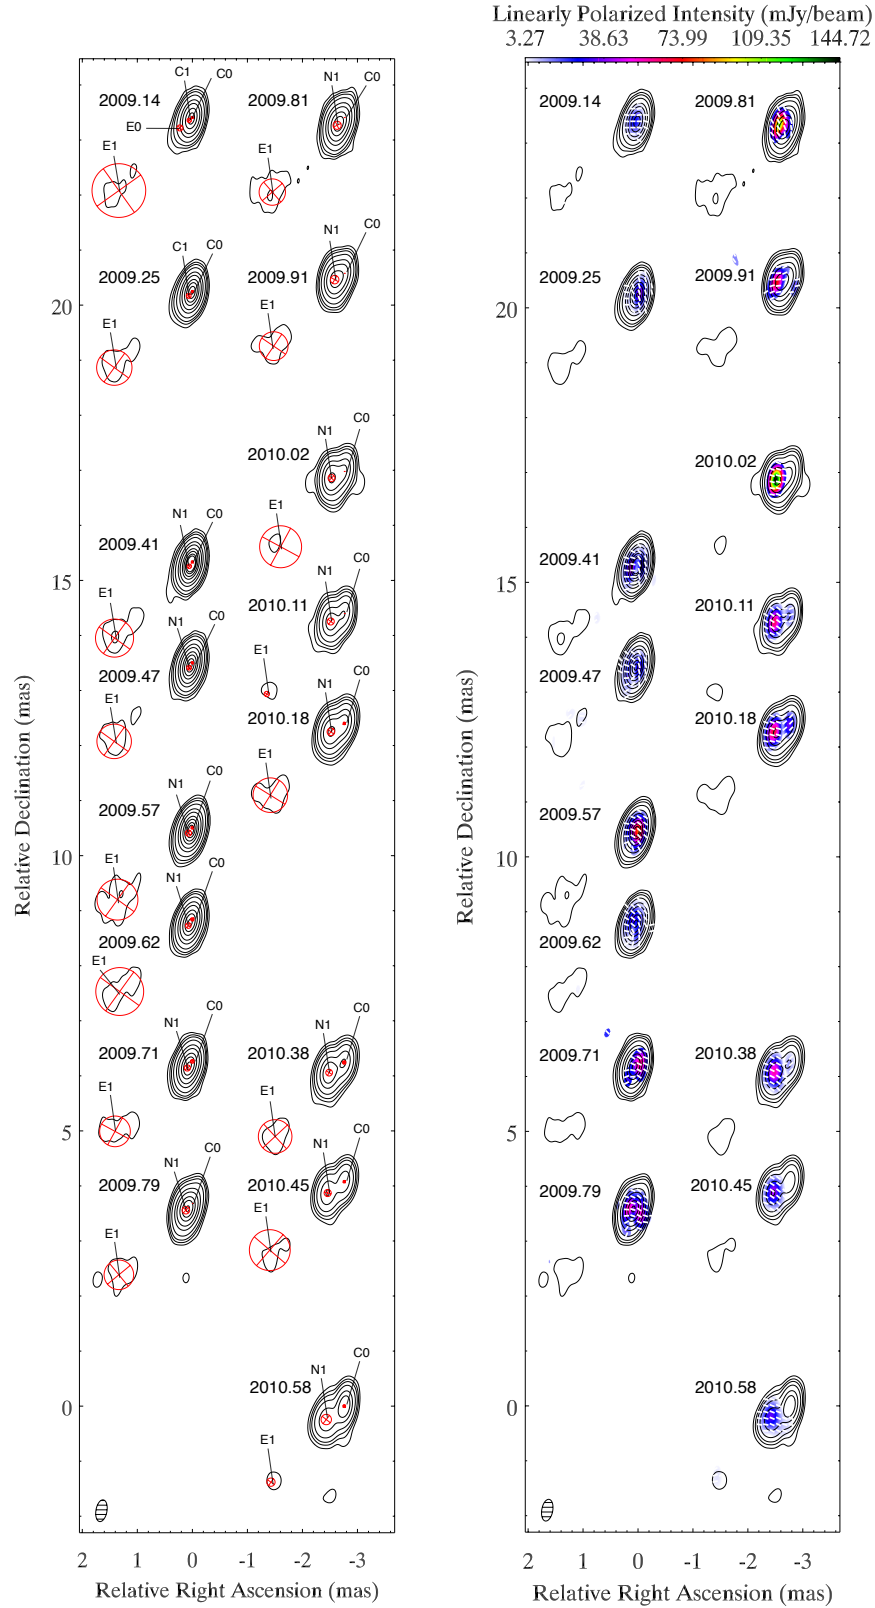 Linearly Polarized Intensity (mJy/beam)
3.27 38.63 73.99 109.35 144.72
C1 C0 N1 C0
2009.14 2009.81
E0
E1 E1
C1 C0 N1 C0
2009.25 2009.91
E1 E1
N1 C0
2010.02
E1
N1 C0
2009.41
N1
2010.11
E1
N1 C0
E1
2009.47
N1 C0
2010.18
E1
E1
N1 C0
2009.57
E1
N1 C0
2009.62
E1
N1 C0 N1 C0
2009.71 2010.38
E1 E1
N1 C0 N1 C0
2009.79 2010.45
E1 E1
N1 C0
2010.58
E1
20
15
10
5
0
2 1 0 -1 -2 -3
Relative Declination (mas)
Relative Right Ascension (mas)
2009.14 2009.81
2009.25 2009.91
2010.02
2009.41
2010.11
2009.47
2010.18
2009.57
2009.62
2009.71 2010.38
2009.79 2010.45
2010.58
20
15
10
5
0
2 1 0 -1 -2 -3
Relative Declination (mas)
Relative Right Ascension (mas)